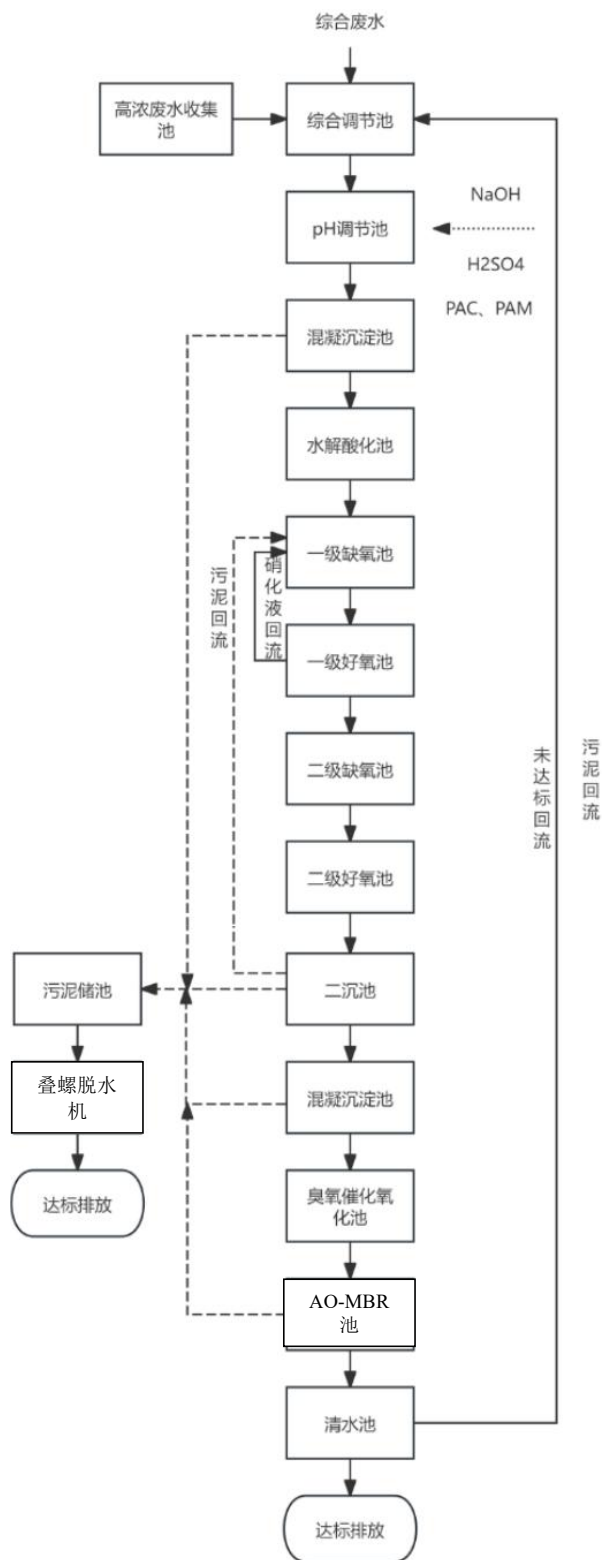 综合废水
高浓废水收集
池
综合调节池
NaOH
pH调节池
H2SO4
PAC、PAM
混凝沉淀池
水解酸化池
一级缺氧池
硝化液回流
污泥回流
一级好氧池
二级缺氧池
未达标回流
污泥回流
二级好氧池
污泥储池
二沉池
叠螺脱水
机
混凝沉淀池
达标排放
臭氧催化氧
化池
AO-MBR
池
清水池
达标排放